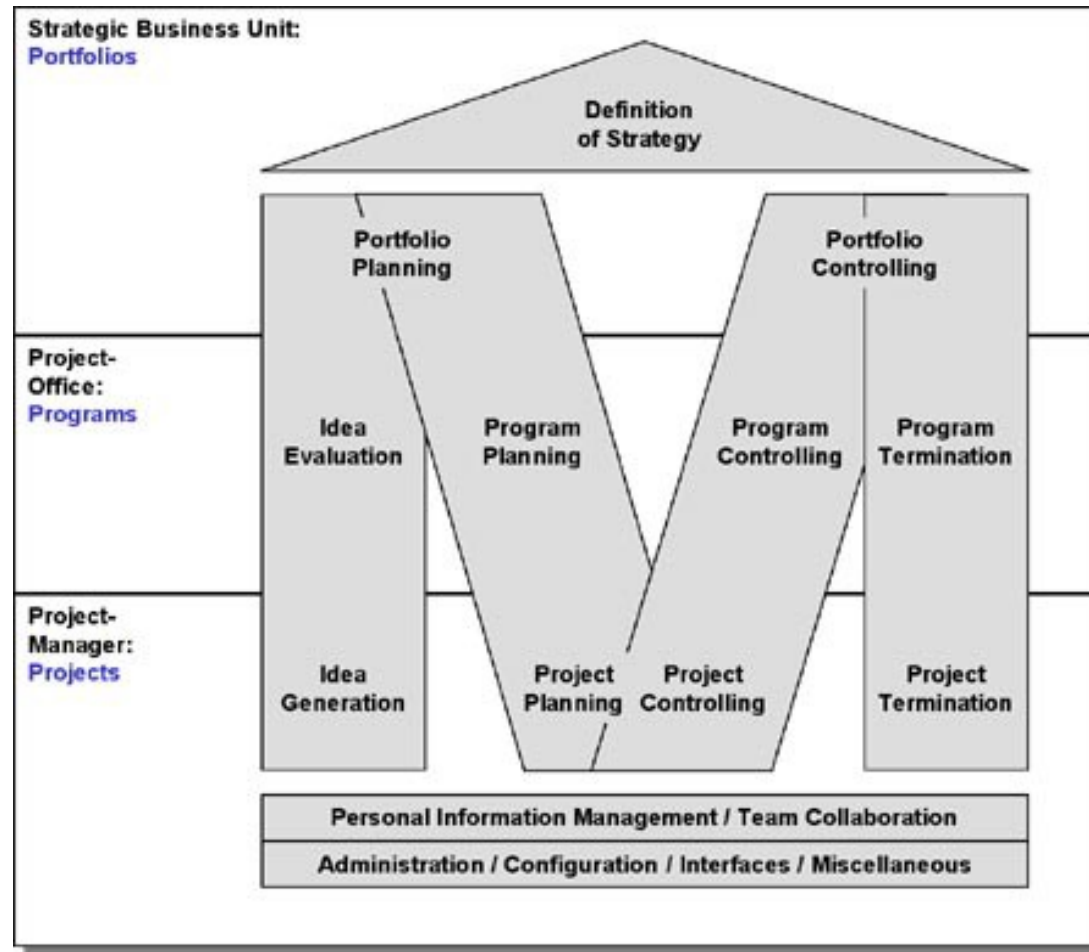 Strategic Business Unit:
Portfolios
Definition
of Strategy
Portfolio
Planning
Portfolio
Controlling
Project-
Office:
Programs
Idea
Evaluation
Program
Planning
Program
Controlling
Program
Termination
Project-
Manager:
Projects
Idea
Generation
Project
Planning
Project
Controlling
Project
Termination
Personal Information Management / Team Collaboration
Administration / Configuration / Interfaces / Miscellaneous